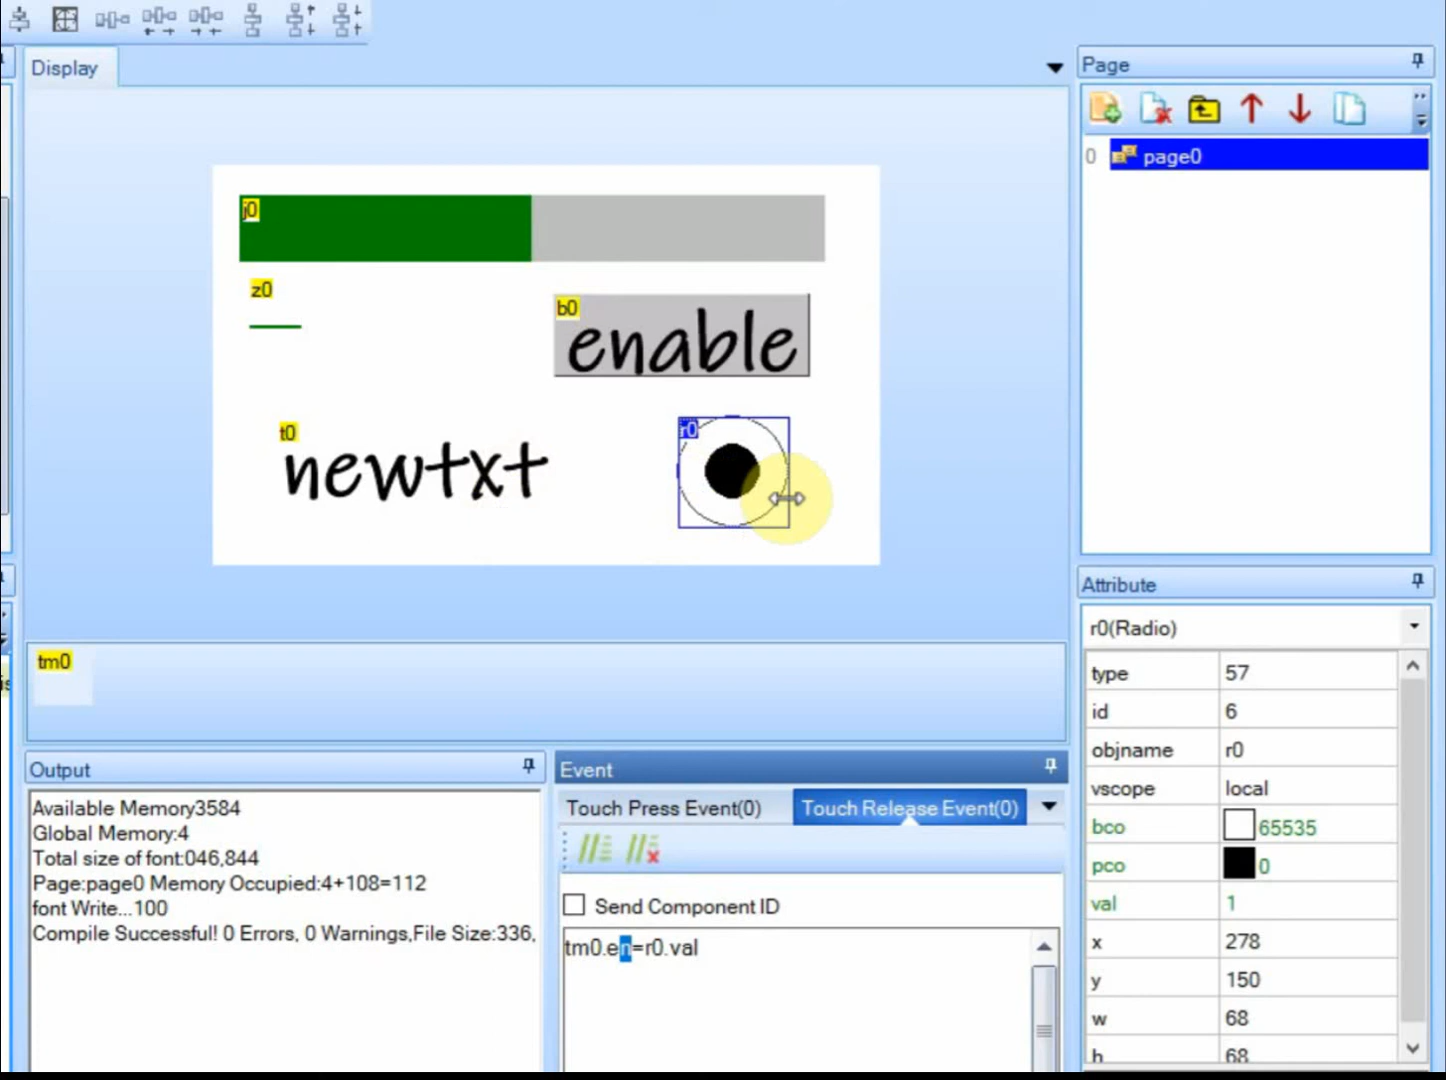 Display
j0
z0
b0
enable
t0
newtxt
r0
tm0
Page
0 page0
Attribute
r0(Radio)
type 57
id 6
objname r0
vscope local
bco 65535
pco 0
val 1
x 278
y 150
w 68
h 68
Output
Available Memory3584
Global Memory:4
Total size of font:046,844
Page:page0 Memory Occupied:4+108=112
font Write...100
Compile Successful! 0 Errors, 0 Warnings,File Size:336,
Event
Touch Press Event(0) Touch Release Event(0)
Send Component ID
tm0.en=r0.val